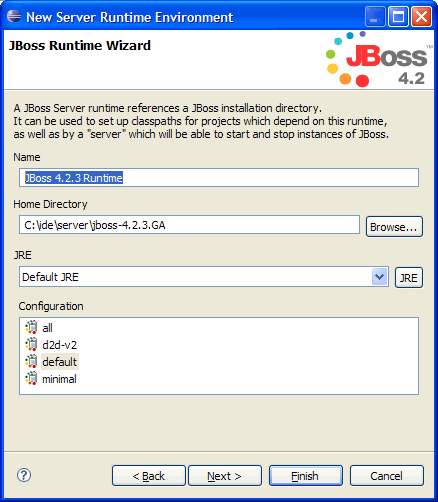 New Server Runtime Environment
JBoss Runtime Wizard
JBoss™
4.2
A JBoss Server runtime references a JBoss installation directory.
It can be used to set up classpaths for projects which depend on this runtime,
as well as by a "server" which will be able to start and stop instances of JBoss.
Name
JBoss 4.2.3 Runtime
Home Directory
C:\ide\server\jboss-4.2.3.GA
Browse...
JRE
Default JRE
JRE
Configuration
all
d2d-v2
default
minimal
? < Back Next > Finish Cancel